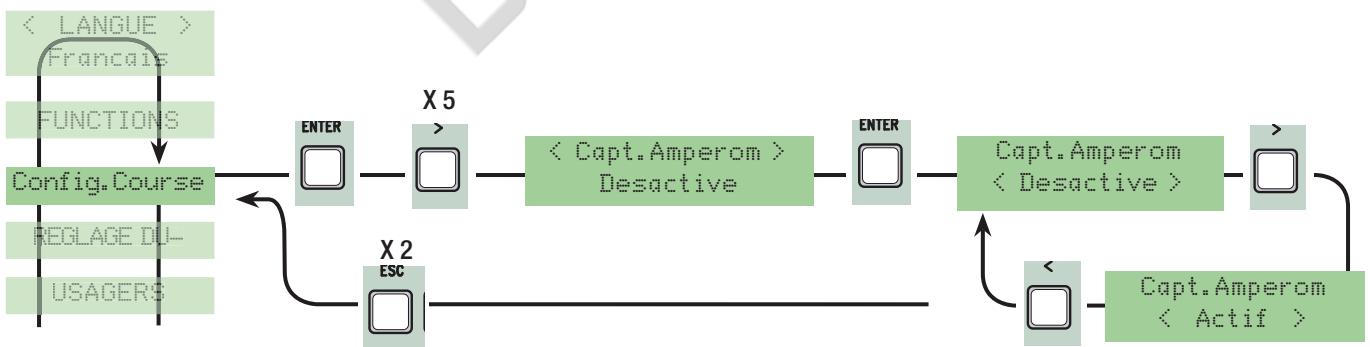 < LANGUE >
Francais
FUNCTIONS
Config.Course
REGLAGE DU-
USAGERS
ENTER
X 5
>
< Capt.Amperom >
Desactive
ENTER
Capt.Amperom
< Desactive >
>
Capt.Amperom
< Actif >
<
X 2
ESC